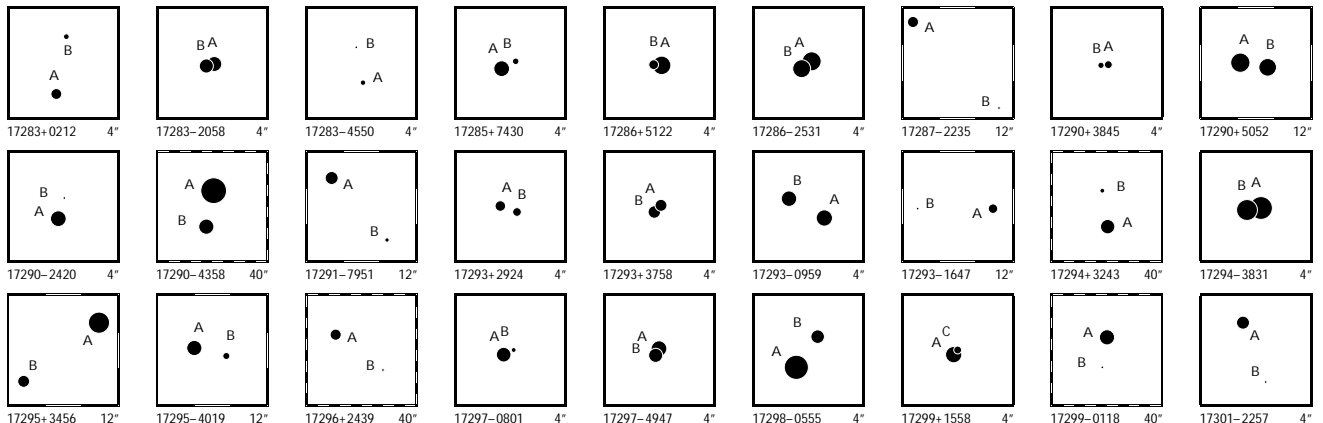 B
A
17283+0212 4″
B A
17283−2058 4″
B
A
17283−4550 4″
A B
17285+7430 4″
B A
17286+5122 4″
A
B
17286−2531 4″
A
B
17287−2235 12″
B A
17290+3845 4″
A B
17290+5052 12″
B
A
17290−2420 4″
A
B
17290−4358 40″
A
B
17291−7951 12″
A
B
17293+2924 4″
A
B
17293+3758 4″
B
A
17293−0959 4″
B
A
17293−1647 12″
B
A
17294+3243 40″
B A
17294−3831 4″
A
B
17295+3456 12″
A
B
17295−4019 12″
A
B
17296+2439 40″
A B
17297−0801 4″
A
B
17297−4947 4″
B
A
17298−0555 4″
C
A
17299+1558 4″
A
B
17299−0118 40″
A
B
17301−2257 4″